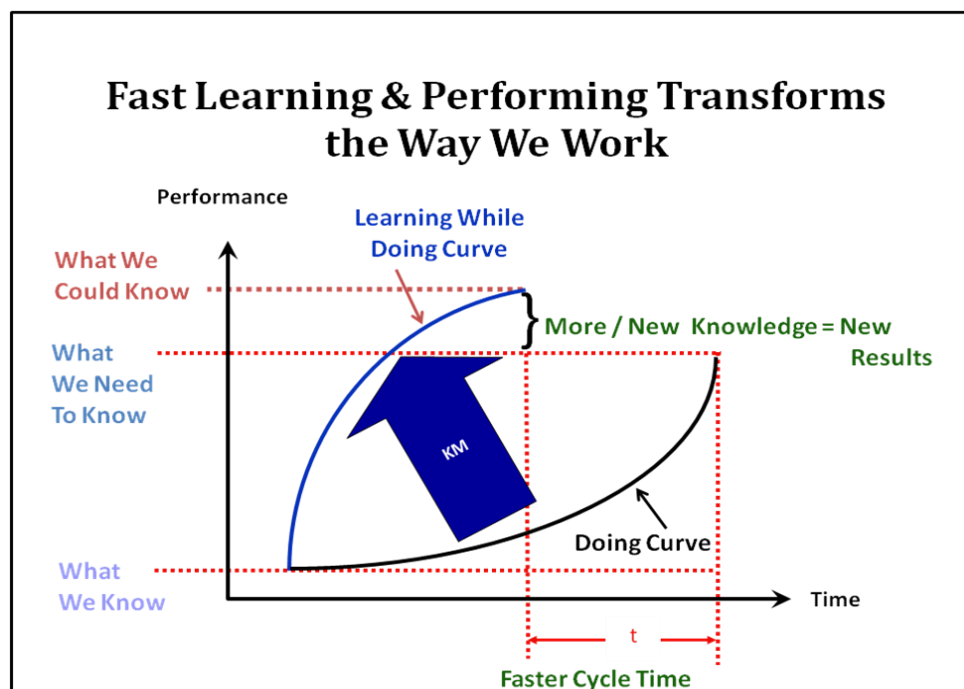 Fast Learning & Performing Transforms
the Way We Work
Performance
Learning While
Doing Curve
What We
Could Know
More / New Knowledge = New
Results
What
We Need
To Know
KM
Doing Curve
What
We Know
Time
t
Faster Cycle Time